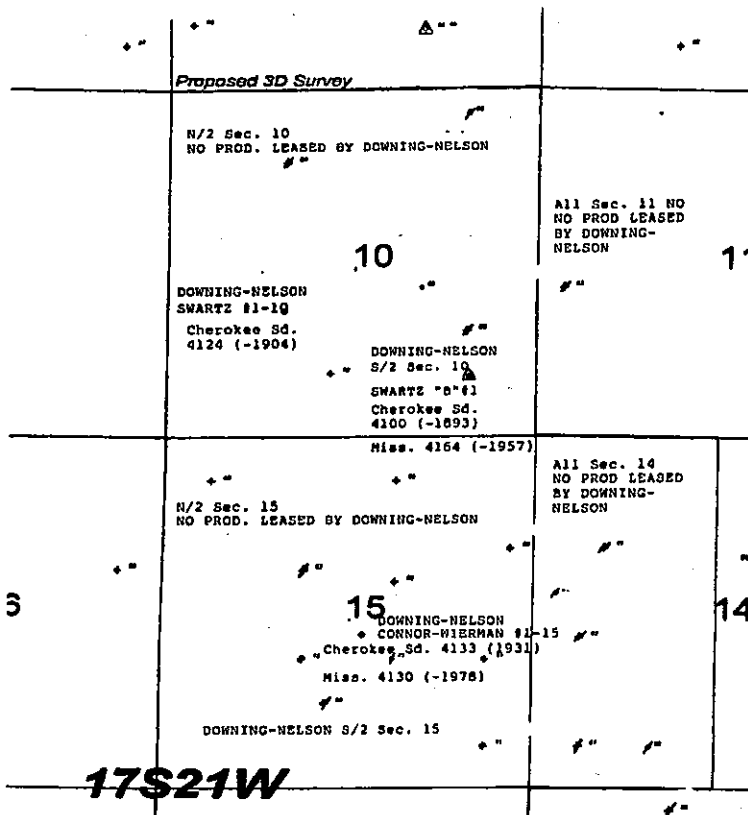 Proposed 3D Survey
N/2 Sec. 10
NO PROD. LEASED BY DOWNING-NELSON
All Sec. 11 NO
NO PROD LEASED
BY DOWNING-
NELSON
10
11
DOWNING-NELSON
SWARTZ #1-10
Cherokee Sd.
4124 (-1904)
DOWNING-NELSON
S/2 Sec. 10
SWARTZ "B"#1
Cherokee Sd.
4100 (-1893)
Miss. 4164 (-1957)
All Sec. 14
NO PROD LEASED
BY DOWNING-
NELSON
N/2 Sec. 15
NO PROD. LEASED BY DOWNING-NELSON
15
14
DOWNING-NELSON
CONNOR-WIERMAN #1-15
Cherokee Sd. 4133 (1931)
Miss. 4130 (-1978)
DOWNING-NELSON S/2 Sec. 15
17S21W